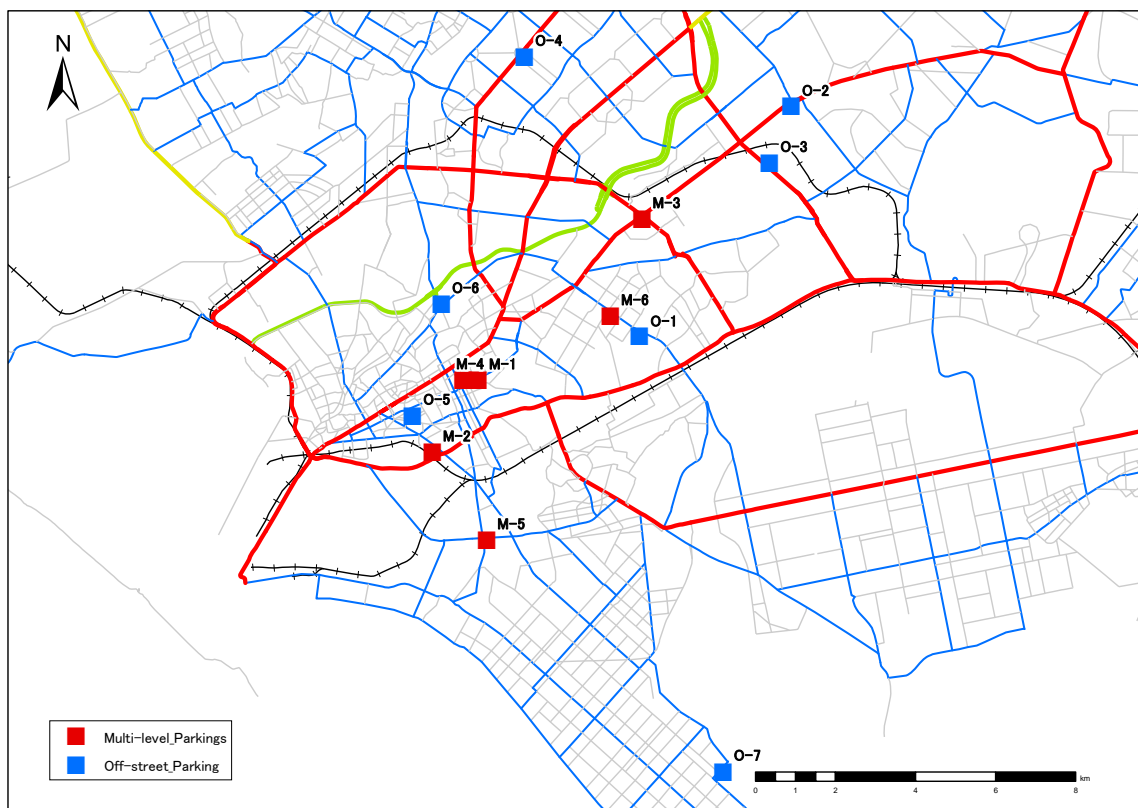 N
O-4
O-2
O-3
M-3
O-6
M-6
O-1
M-4 M-1
O-5
M-2
M-5
O-7
Multi-level_Parkings
Off-street_Parking
km
0 1 2 4 6 8